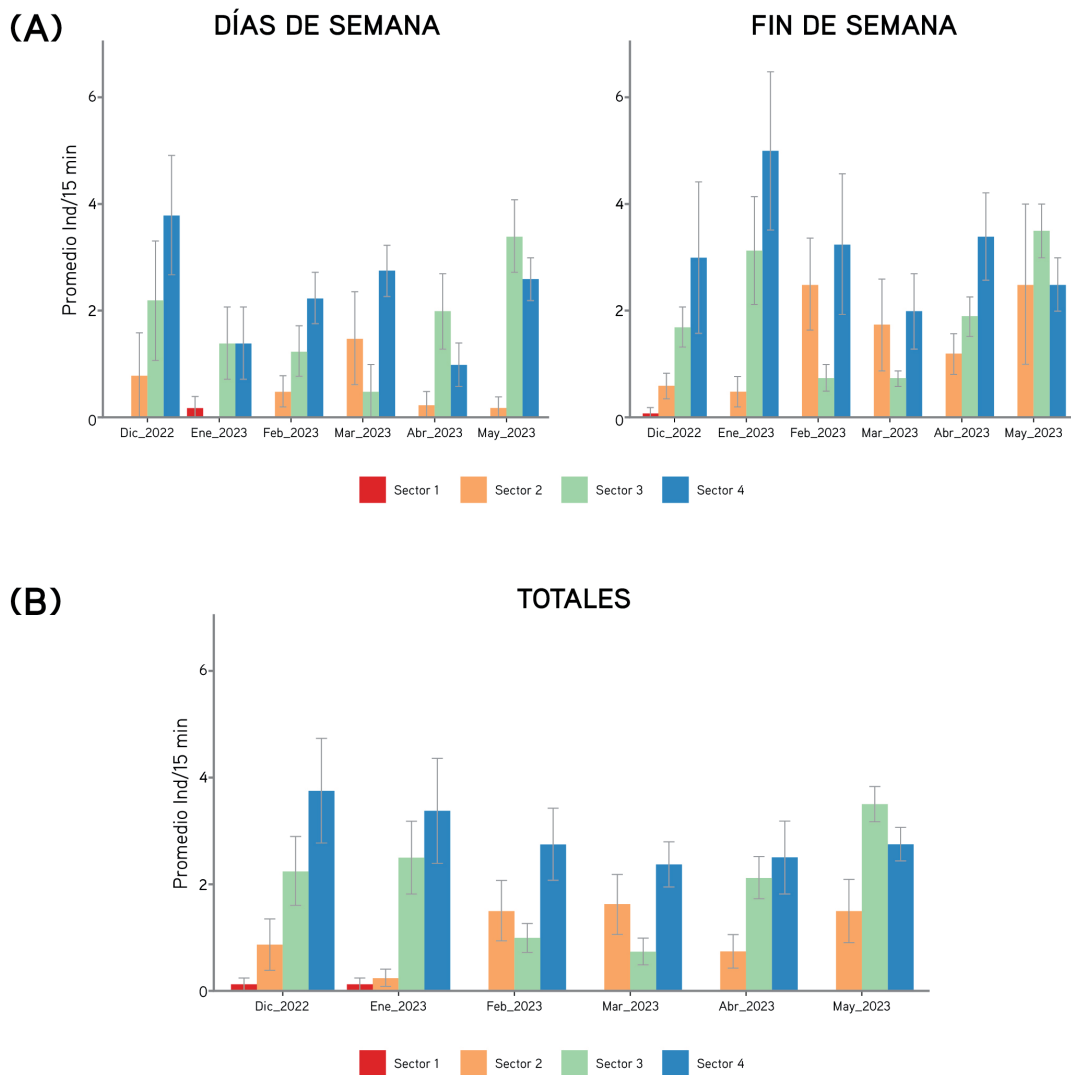 (A)
DÍAS DE SEMANA
Promedio Ind/15 min
6
4
2
0
Dic_2022 Ene_2023 Feb_2023 Mar_2023 Abr_2023 May_2023
FIN DE SEMANA
6
4
2
0
Dic_2022 Ene_2023 Feb_2023 Mar_2023 Abr_2023 May_2023
Sector 1 Sector 2 Sector 3 Sector 4
(B)
TOTALES
Promedio Ind/15 min
6
4
2
0
Dic_2022 Ene_2023 Feb_2023 Mar_2023 Abr_2023 May_2023
Sector 1 Sector 2 Sector 3 Sector 4